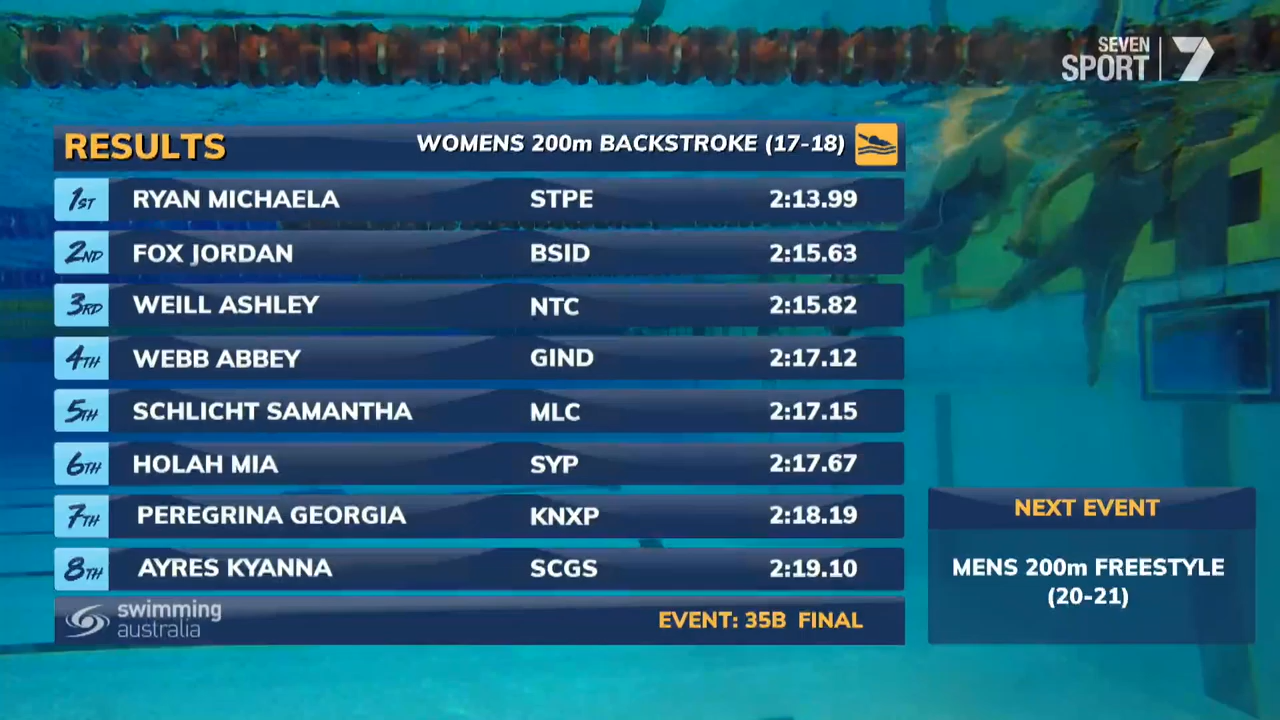 SEVEN
SPORT 7
RESULTS WOMENS 200m BACKSTROKE (17-18)
1ST RYAN MICHAELA STPE 2:13.99
2ND FOX JORDAN BSID 2:15.63
3RD WEILL ASHLEY NTC 2:15.82
4TH WEBB ABBEY GIND 2:17.12
5TH SCHLICHT SAMANTHA MLC 2:17.15
6TH HOLAH MIA SYP 2:17.67
7TH PEREGRINA GEORGIA KNXP 2:18.19
8TH AYRES KYANNA SCGS 2:19.10
swimming
australia
EVENT: 35B FINAL
NEXT EVENT
MENS 200m FREESTYLE
(20-21)